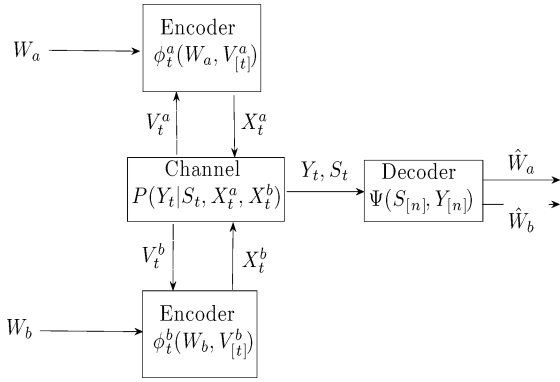 Encoder
W_a
ϕ_t^a(W_a, V_{[t]}^a)
V_t^a
X_t^a
Channel
P(Y_t|S_t, X_t^a, X_t^b)
Y_t, S_t
Decoder
Ψ(S_{[n]}, Y_{[n]})
Ŵ_a
Ŵ_b
V_t^b
X_t^b
Encoder
W_b
ϕ_t^b(W_b, V_{[t]}^b)